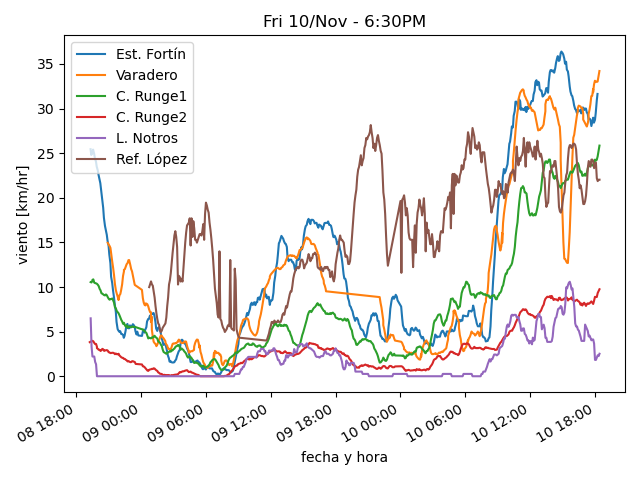 Fri 10/Nov - 6:30PM
Est. Fortín
Varadero
C. Runge1
C. Runge2
L. Notros
Ref. López
viento [km/hr]
35
30
25
20
15
10
5
0
08 18:00
09 00:00
09 06:00
09 12:00
09 18:00
10 00:00
10 06:00
10 12:00
10 18:00
fecha y hora